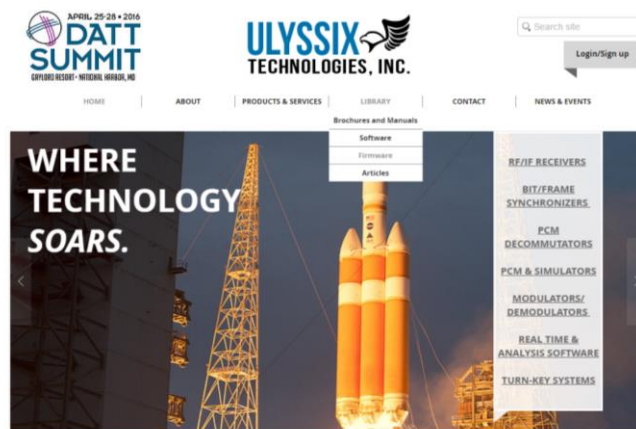 APRIL 25-28 • 2016
DATT
SUMMIT
GAYLORD RESORT - NATIONAL HARBOR, MD
ULYSSIX
TECHNOLOGIES, INC.
Search site
Login/Sign up
HOME
ABOUT
PRODUCTS & SERVICES
LIBRARY
CONTACT
NEWS & EVENTS
Brochures and Manuals
Software
Firmware
Articles
WHERE
TECHNOLOGY
SOARS.
RF/IF RECEIVERS
BIT/FRAME
SYNCHRONIZERS
PCM
DECOMMUTATORS
PCM & SIMULATORS
MODULATORS/
DEMODULATORS
REAL TIME &
ANALYSIS SOFTWARE
TURN-KEY SYSTEMS